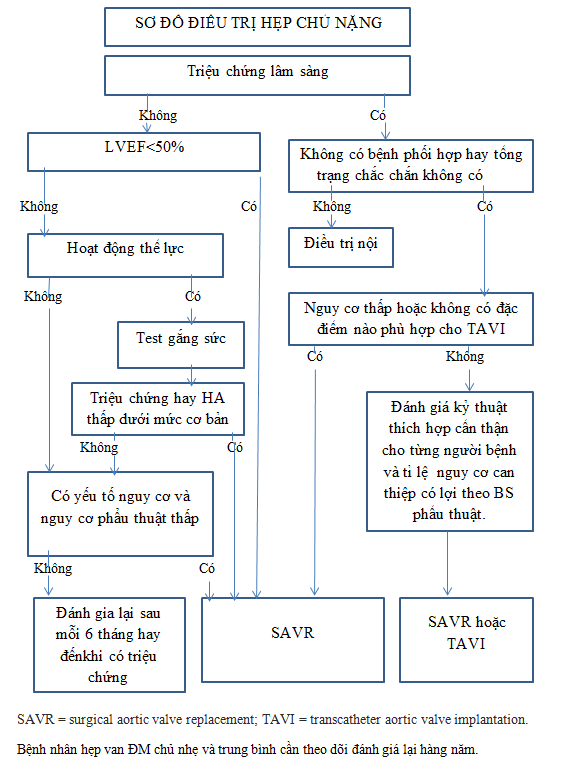 SƠ ĐỒ ĐIỀU TRỊ HẸP CHỦ NẶNG
Triệu chứng lâm sàng
Không
Có
LVEF<50%
Không có bệnh phối hợp hay tổng
trạng chắc chắn không có
Không
Có
Không
Có
Hoạt động thể lực
Điều trị nội
Không
Có
Nguy cơ thấp hoặc không có đặc
điểm nào phù hợp cho TAVI
Test gắng sức
Có
Không
Triệu chứng hay HA
thấp dưới mức cơ bản
Đánh giá kỷ thuật
thích hợp cẩn thận
cho từng người bệnh
và tỉ lệ nguy cơ can
thiệp có lợi theo BS
phẩu thuật.
Không
Có
Có yếu tố nguy cơ và
nguy cơ phẩu thuật thấp
Không
Có
Đánh gia lại sau
mỗi 6 tháng hay
đếnkhi có triệu
chứng
SAVR
SAVR hoặc
TAVI
SAVR = surgical aortic valve replacement; TAVI = transcatheter aortic valve implantation.
Bệnh nhân hẹp van ĐM chủ nhẹ và trung bình cần theo dõi đánh giá lại hàng năm.